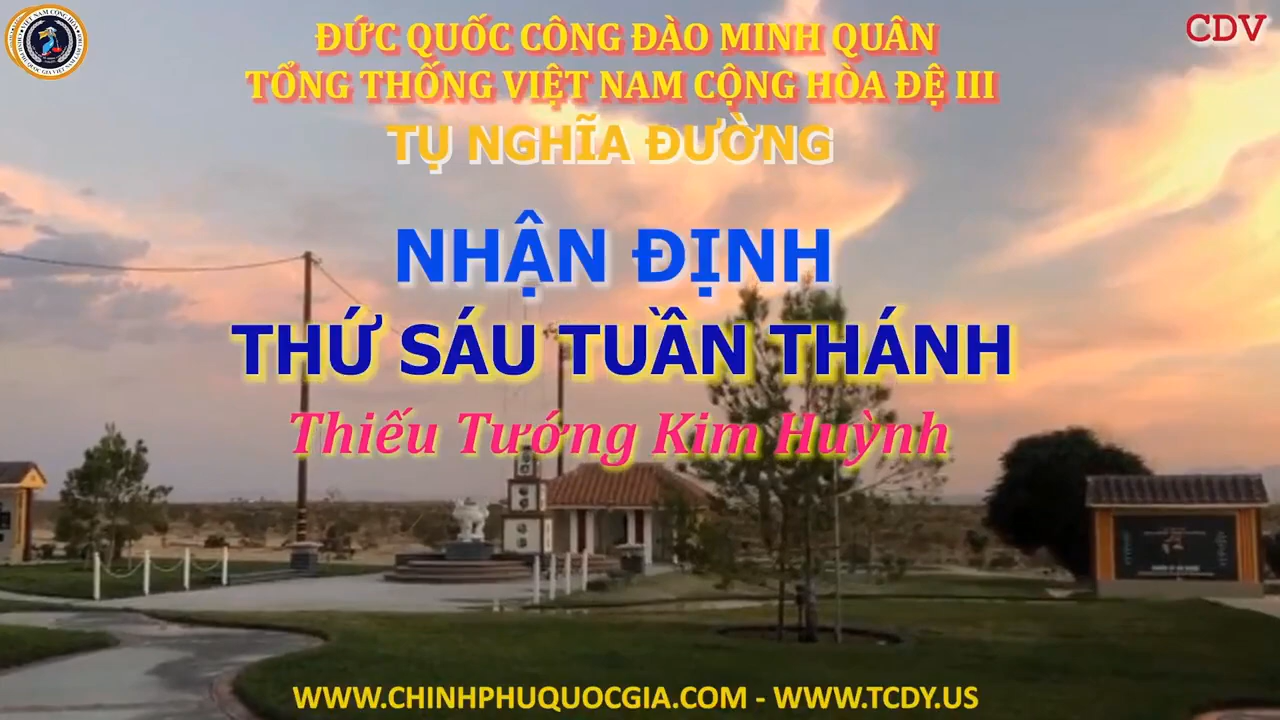 CDV
ĐỨC QUỐC CÔNG ĐÀO MINH QUÂN
TỔNG THỐNG VIỆT NAM CỘNG HÒA ĐỆ III
TỤ NGHĨA ĐƯỜNG
NHẬN ĐỊNH
THỨ SÁU TUẦN THÁNH
Thiếu Tướng Kim Huỳnh
WWW.CHINHPHUQUOCGIA.COM - WWW.TCDY.US